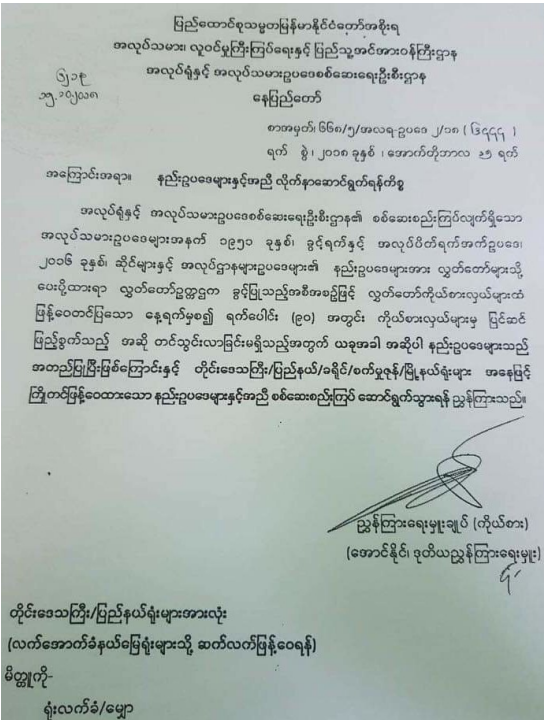 ပြည်ထောင်စုသမ္မတမြန်မာနိုင်ငံတော်အစိုးရ
အလုပ်သမား၊ လူဝင်မှုကြီးကြပ်ရေးနှင့် ပြည်သူ့အင်အားဝန်ကြီးဌာန
အလုပ်ရုံနှင့် အလုပ်သမားဥပဒေစစ်ဆေးရေးဦးစီးဌာန
နေပြည်တော်
စာအမှတ်၊ ၆၆၈/၅/အလရ-ဥပဒေ ၂/၁၈ ( ၆၄၄၄ )
ရက် စွဲ ၊ ၂၀၁၈ ခုနှစ် ၊ အောက်တိုဘာလ ၂၅ ရက်
အကြောင်းအရာ။ နည်းဥပဒေများနှင့်အညီ လိုက်နာဆောင်ရွက်ရန်ကိစ္စ
အလုပ်ရုံနှင့် အလုပ်သမားဥပဒေစစ်ဆေးရေးဦးစီးဌာန၏ စစ်ဆေးစည်းကြပ်လျက်ရှိသော
အလုပ်သမားဥပဒေများအနက် ၁၉၅၁ ခုနှစ်၊ ခွင့်ရက်နှင့် အလုပ်ပိတ်ရက်အက်ဥပဒေ၊
၂၀၁၆ ခုနှစ်၊ ဆိုင်များနှင့် အလုပ်ဌာနများဥပဒေများ၏ နည်းဥပဒေများအား လွှတ်တော်များသို့
ပေးပို့ထားရာ လွှတ်တော်ဥက္ကဋ္ဌက ခွင့်ပြုသည့်အစီအစဉ်ဖြင့် လွှတ်တော်ကိုယ်စားလှယ်များထံ
ဖြန့်ဝေတင်ပြသော နေ့ရက်မှစ၍ ရက်ပေါင်း (၉၀) အတွင်း ကိုယ်စားလှယ်များမှ ပြင်ဆင်
ဖြည့်စွက်သည့် အဆို တင်သွင်းလာခြင်းမရှိသည့်အတွက် ယခုအခါ အဆိုပါ နည်းဥပဒေများသည်
အတည်ပြုပြီးဖြစ်ကြောင်းနှင့် တိုင်းဒေသကြီး/ပြည်နယ်/ခရိုင်/စက်မှုဇုန်/မြို့နယ်ရုံးများ အနေဖြင့်
ကြိုတင်ဖြန့်ဝေထားသော နည်းဥပဒေများနှင့်အညီ စစ်ဆေးစည်းကြပ် ဆောင်ရွက်သွားရန် ညွှန်ကြားသည်။
ညွှန်ကြားရေးမှူးချုပ် (ကိုယ်စား)
(အောင်နိုင်၊ ဒုတိယညွှန်ကြားရေးမှူး)
တိုင်းဒေသကြီး/ပြည်နယ်ရုံးများအားလုံး
(လက်အောက်ခံနယ်မြေရုံးများသို့ ဆက်လက်ဖြန့်ဝေရန်)
မိတ္တူကို-
ရုံးလက်ခံ/မျှော